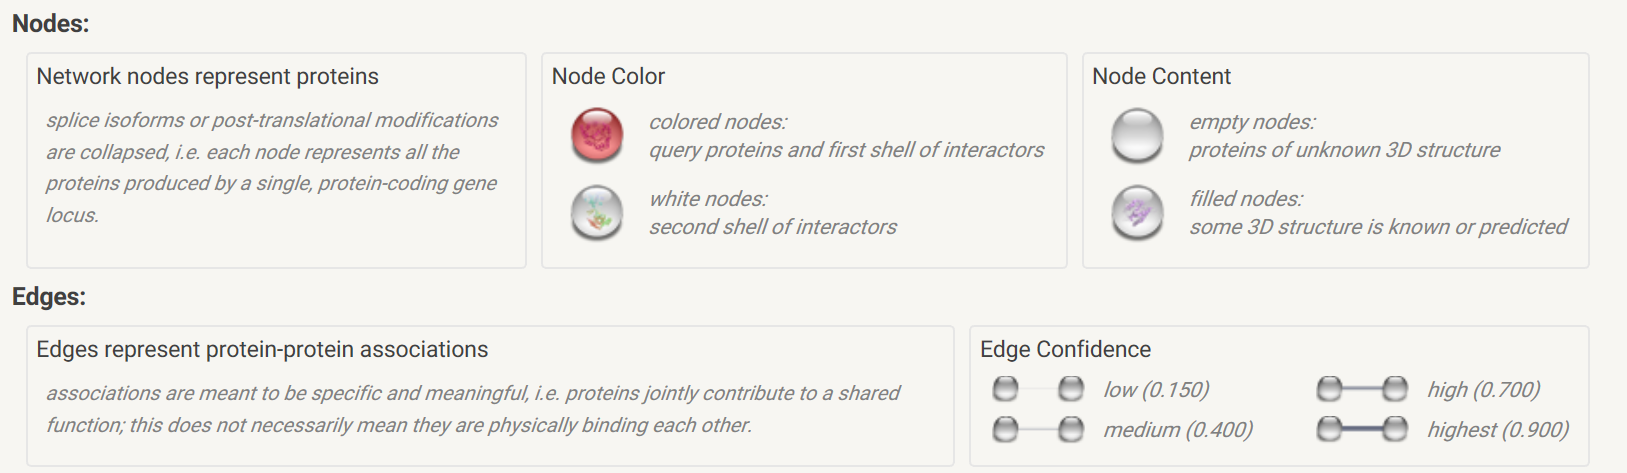 Nodes:
Network nodes represent proteins
splice isoforms or post-translational modifications
are collapsed, i.e. each node represents all the
proteins produced by a single, protein-coding gene
locus.
Node Color
colored nodes:
query proteins and first shell of interactors
white nodes:
second shell of interactors
Node Content
empty nodes:
proteins of unknown 3D structure
filled nodes:
some 3D structure is known or predicted
Edges:
Edges represent protein-protein associations
associations are meant to be specific and meaningful, i.e. proteins jointly contribute to a shared
function; this does not necessarily mean they are physically binding each other.
Edge Confidence
low (0.150)
medium (0.400)
high (0.700)
highest (0.900)